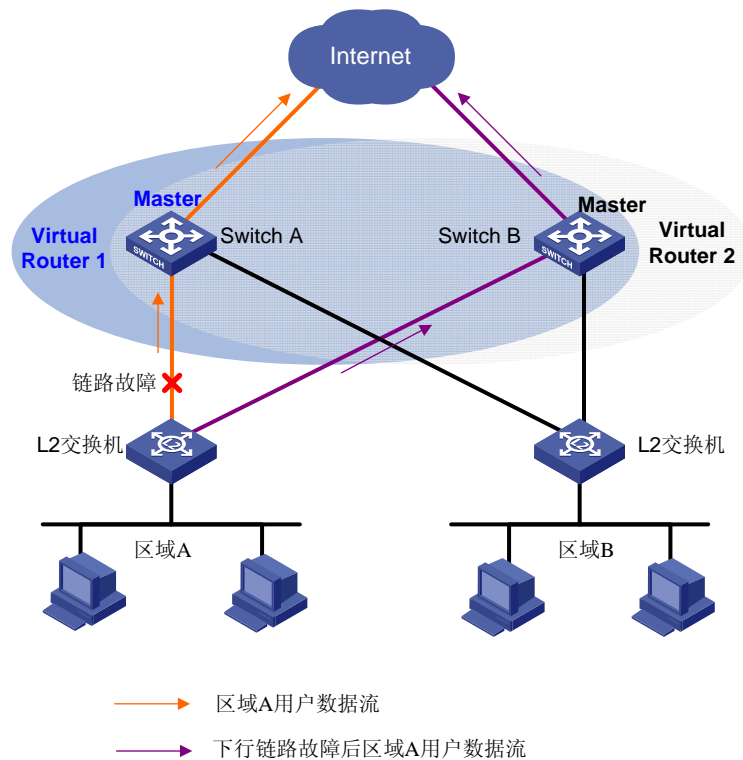 Internet
Master
Master
Virtual
Router 1
Switch A
Switch B
Virtual
Router 2
SWITCH
SWITCH
链路故障
L2交换机
L2交换机
区域A
区域B
区域A用户数据流
下行链路故障后区域A用户数据流